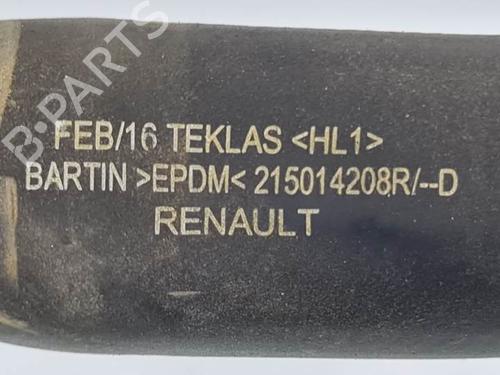 B-PARTS
FEB/16 TEKLAS <HL1>
BARTIN >EPDM< 215014208R/--D
RENAULT